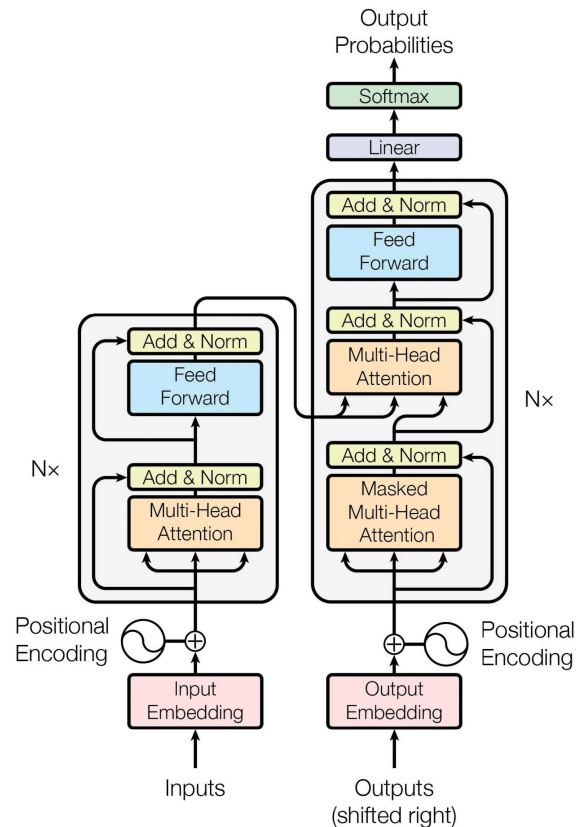 Output
Probabilities
Softmax
Linear
Add & Norm
Feed
Forward
Add & Norm
Multi-Head
Attention
Add & Norm
Masked
Multi-Head
Attention
N×
Add & Norm
Feed
Forward
Add & Norm
Multi-Head
Attention
N×
Positional
Encoding
Positional
Encoding
Input
Embedding
Output
Embedding
Inputs
Outputs
(shifted right)